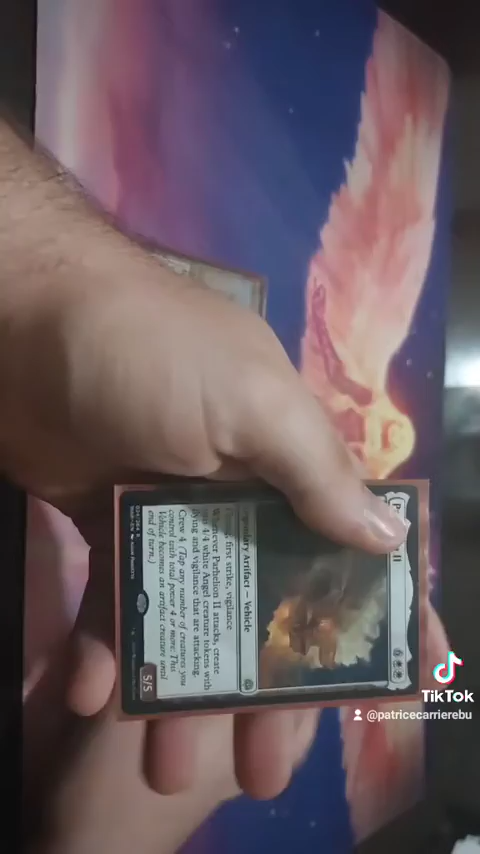 II
Artifact — Vehicle
first strike, vigilance
Whenever Parhelion II attacks, create
4/4 white Angel creature tokens with
flying and vigilance that are attacking.
Crew 4 (Tap any number of creatures you
control with total power 4 or more: This
Vehicle becomes an artifact creature until
end of turn.)
5/5
TikTok
@patricecarrierebu